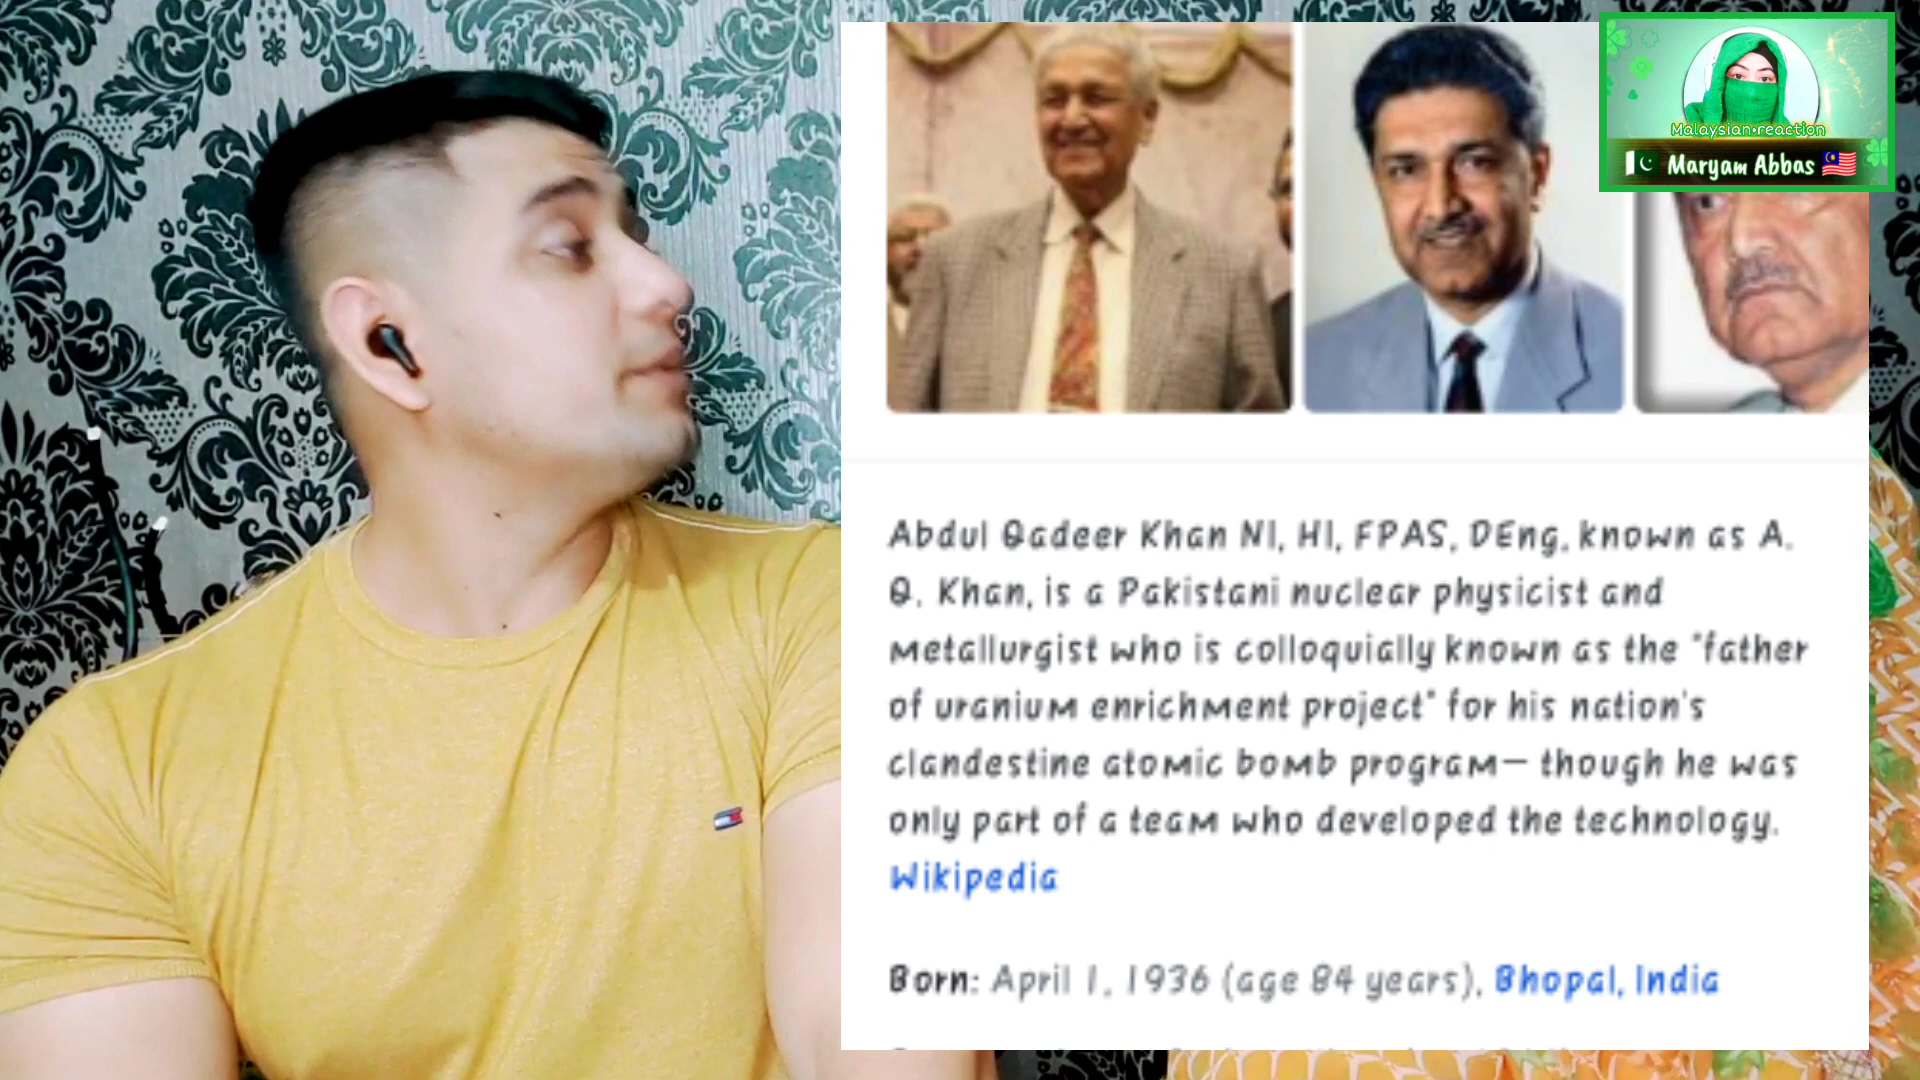 Malaysian•reaction
Maryam Abbas
Abdul Qadeer Khan NI, HI, FPAS, DEng, known as A.
Q. Khan, is a Pakistani nuclear physicist and
metallurgist who is colloquially known as the "father
of uranium enrichment project" for his nation's
clandestine atomic bomb program— though he was
only part of a team who developed the technology.
Wikipedia
Born: April 1, 1936 (age 84 years), Bhopal, India